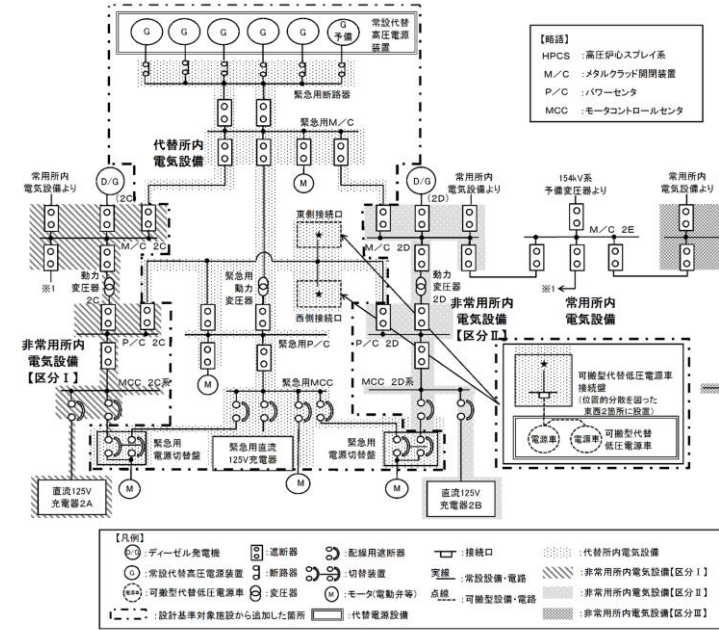 G
G
G
G
G
G
予備
常設代替
高圧電源
装置
【略語】
HPCS ：高圧炉心スプレイ系
M／C ：メタルクラッド開閉装置
P／C ：パワーセンタ
MCC ：モータコントロールセンタ
緊急用断路器
緊急用M／C
代替所内
電気設備
常用所内
電気設備より
D/G
(2C)
M
D/G
(2D)
常用所内
電気設備より
154kV系
予備変圧器より
常用所内
電気設備より
東側接続口
M／C 2C
M／C 2D
M／C 2E
※1
動力
変圧器
2C
緊急用
動力
変圧器
西側接続口
動力
変圧器
2D
※1
非常用所内
電気設備
【区分Ⅱ】
常用所内
電気設備
P／C 2C
緊急用P／C
P／C 2D
非常用所内
電気設備
【区分Ⅰ】
M
MCC 2C系
緊急用MCC
MCC 2D系
可搬型代替低圧電源車
接続盤
(位置的分散を図った
東西2箇所に設置)
電源車
電源車
可搬型代替
低圧電源車
緊急用
電源切替盤
緊急用直流
125V充電器
緊急用
電源切替盤
直流125V
充電器2A
M
M
M
直流125V
充電器2B
【凡例】
D/G ：ディーゼル発電機
：遮断器
：配線用遮断器
：接続口
：代替所内電気設備
G ：常設代替高圧電源装置
：断路器
：切替装置
実線 ：常設設備・電路
：非常用所内電気設備【区分Ⅰ】
電源車 ：可搬型代替低圧電源車
：変圧器
M ：モータ(電動弁等)
点線 ：可搬型設備・電路
：非常用所内電気設備【区分Ⅱ】
：設計基準対象施設から追加した箇所
：代替電源設備
：非常用所内電気設備【区分Ⅲ】